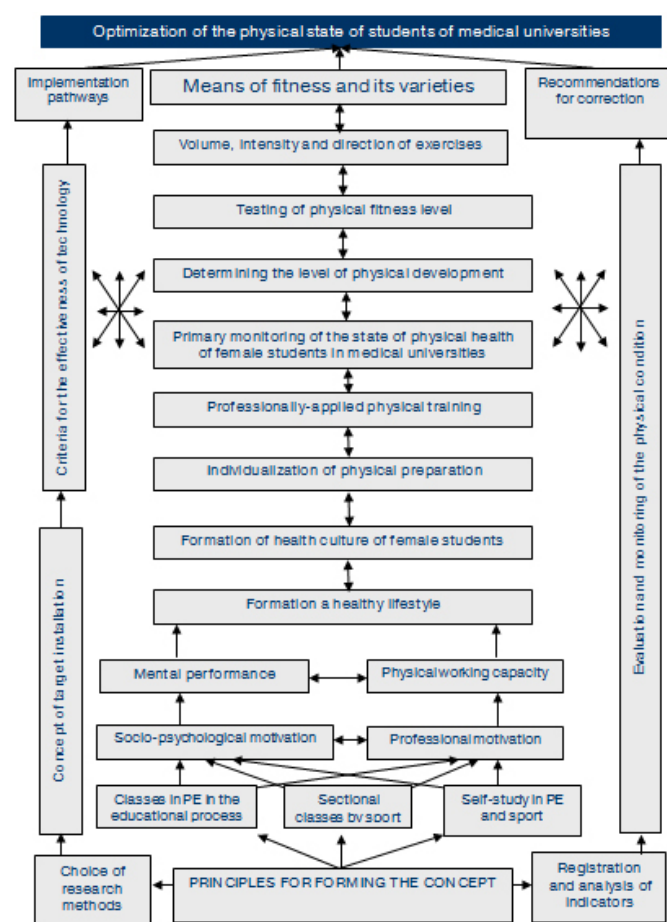 Optimization of the physical state of students of medical universities
Implementation
pathways
Means of fitness and its varieties
Recommendations
for correction
Volume, intensity and direction of exercises
Testing of physical fitness level
Determining the level of physical development
Primary monitoring of the state of physical health
of female students in medical universities
Professionally-applied physical training
Individualization of physical preparation
Formation of health culture of female students
Formation a healthy lifestyle
Criteria for the effectiveness of technology
Concept of target installation
Evaluation and monitoring of the physical condition
Mental performance
Physical working capacity
Socio-psychological motivation
Professional motivation
Classes in PE in the
educational process
Sectional
classes by sport
Self-study in PE
and sport
Choice of
research
methods
PRINCIPLES FOR FORMING THE CONCEPT
Registration
and analysis of
indicators